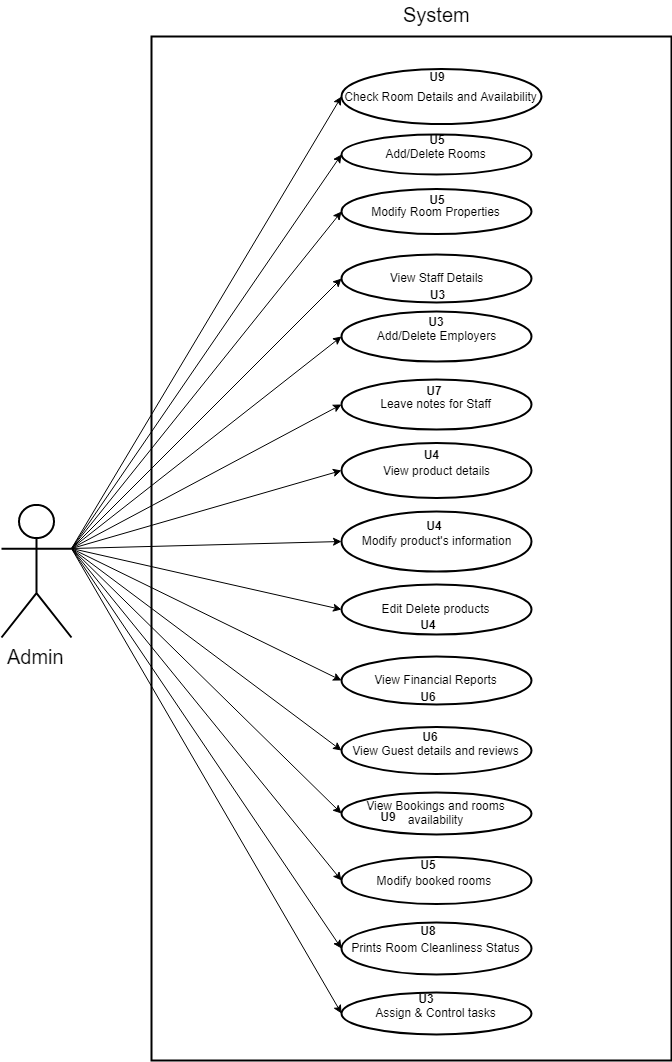 System
U9
Check Room Details and Availability
U5
Add/Delete Rooms
U5
Modify Room Properties
View Staff Details
U3
U3
Add/Delete Employers
U7
Leave notes for Staff
U4
View product details
U4
Modify product's information
Edit Delete products
U4
Admin
View Financial Reports
U6
U6
View Guest details and reviews
View Bookings and rooms
U9 availability
U5
Modify booked rooms
U8
Prints Room Cleanliness Status
U3
Assign & Control tasks